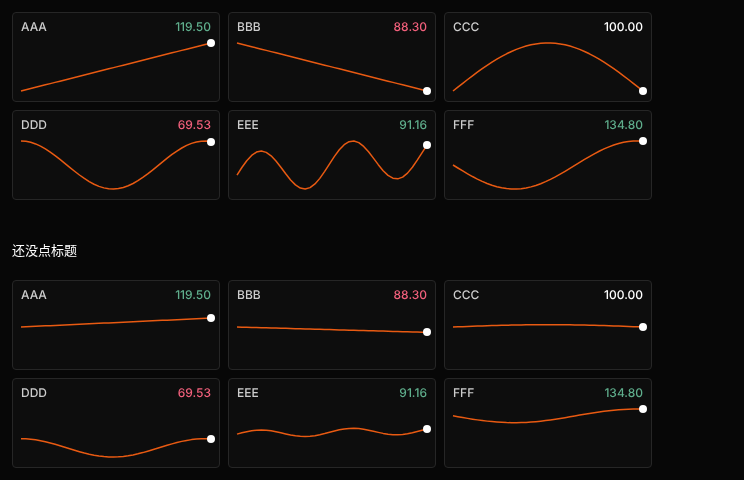 AAA 119.50 BBB 88.30 CCC 100.00
DDD 69.53 EEE 91.16 FFF 134.80
还没点标题
AAA 119.50 BBB 88.30 CCC 100.00
DDD 69.53 EEE 91.16 FFF 134.80